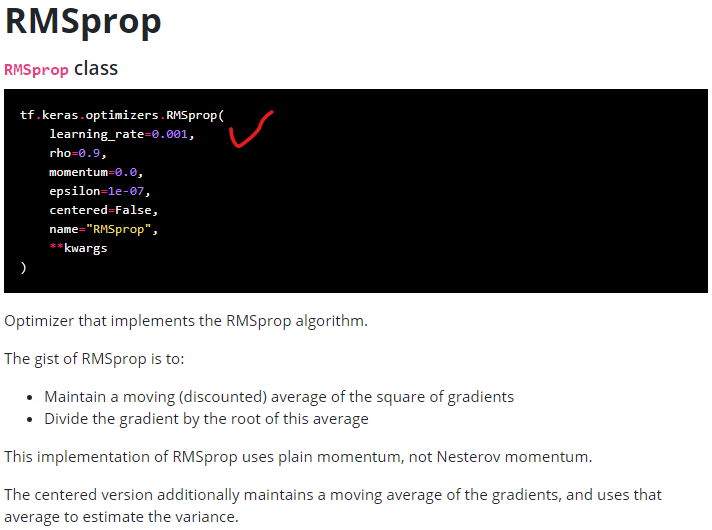 RMSprop
RMSprop class
tf.keras.optimizers.RMSprop(
    learning_rate=0.001,
    rho=0.9,
    momentum=0.0,
    epsilon=1e-07,
    centered=False,
    name="RMSprop",
    **kwargs
)
Optimizer that implements the RMSprop algorithm.
The gist of RMSprop is to:
• Maintain a moving (discounted) average of the square of gradients
• Divide the gradient by the root of this average
This implementation of RMSprop uses plain momentum, not Nesterov momentum.
The centered version additionally maintains a moving average of the gradients, and uses that
average to estimate the variance.